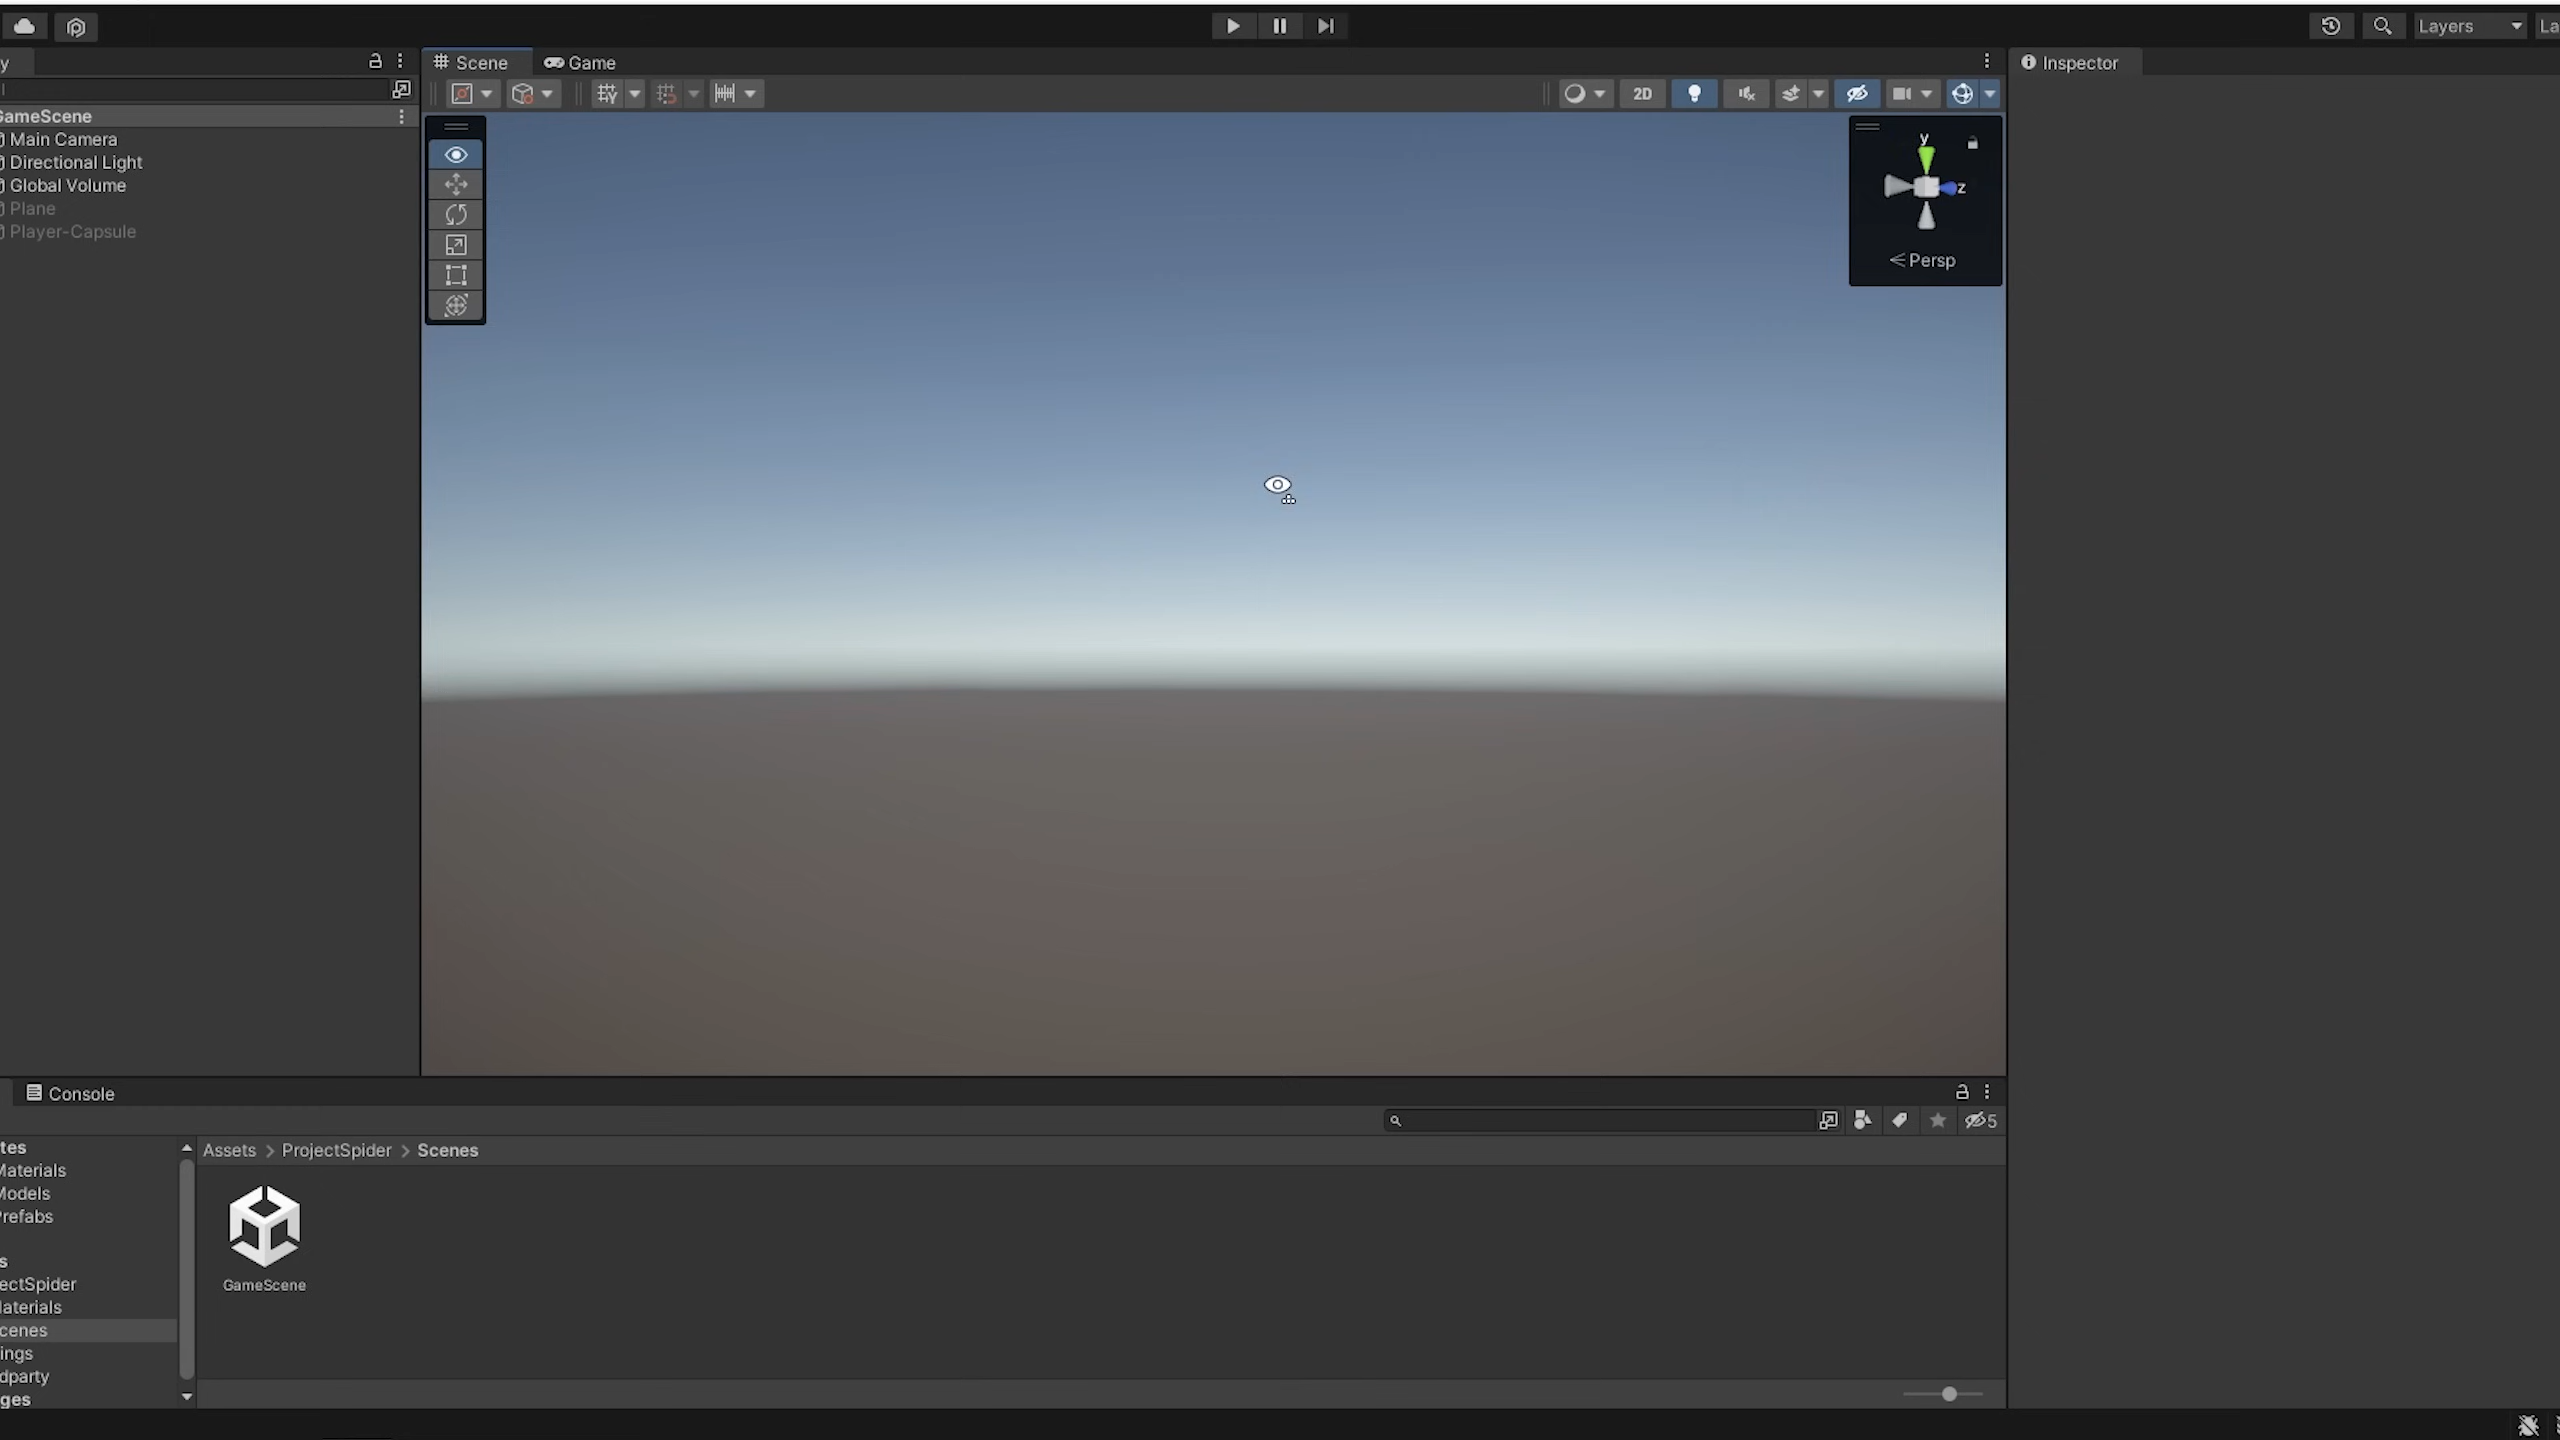 Layers
La
y
Scene
Game
Inspector
2D
GameScene
Main Camera
Directional Light
Global Volume
Plane
Player-Capsule
y
z
Persp
Console
5
tes
Materials
Models
Prefabs
s
ectSpider
laterials
cenes
ings
dparty
ges
Assets > ProjectSpider > Scenes
GameScene